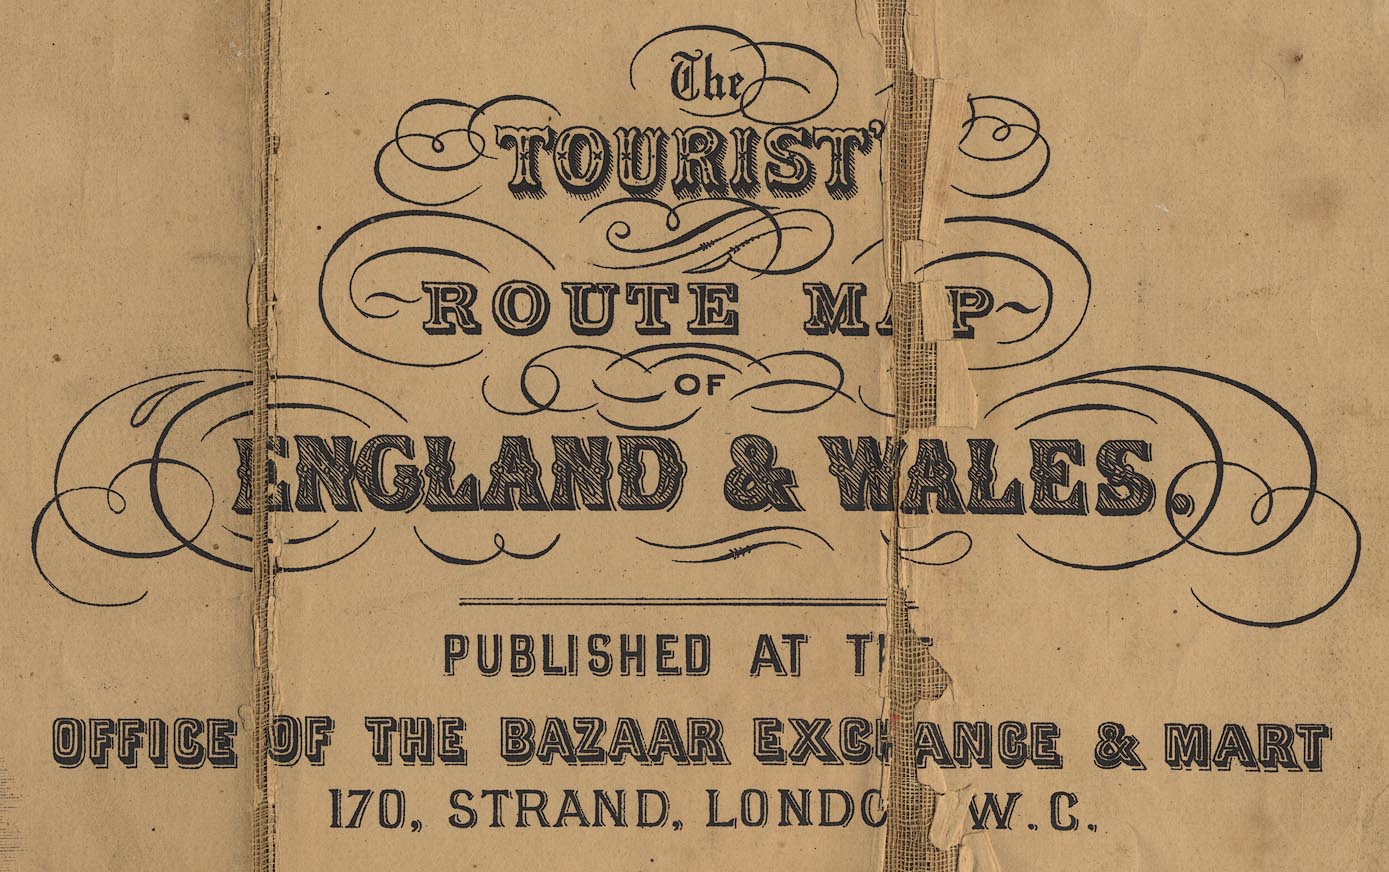 The
TOURIST'
ROUTE MAP
OF
ENGLAND & WALES.
PUBLISHED AT THE
OFFICE OF THE BAZAAR EXCHANGE & MART
170, STRAND, LONDON W.C.